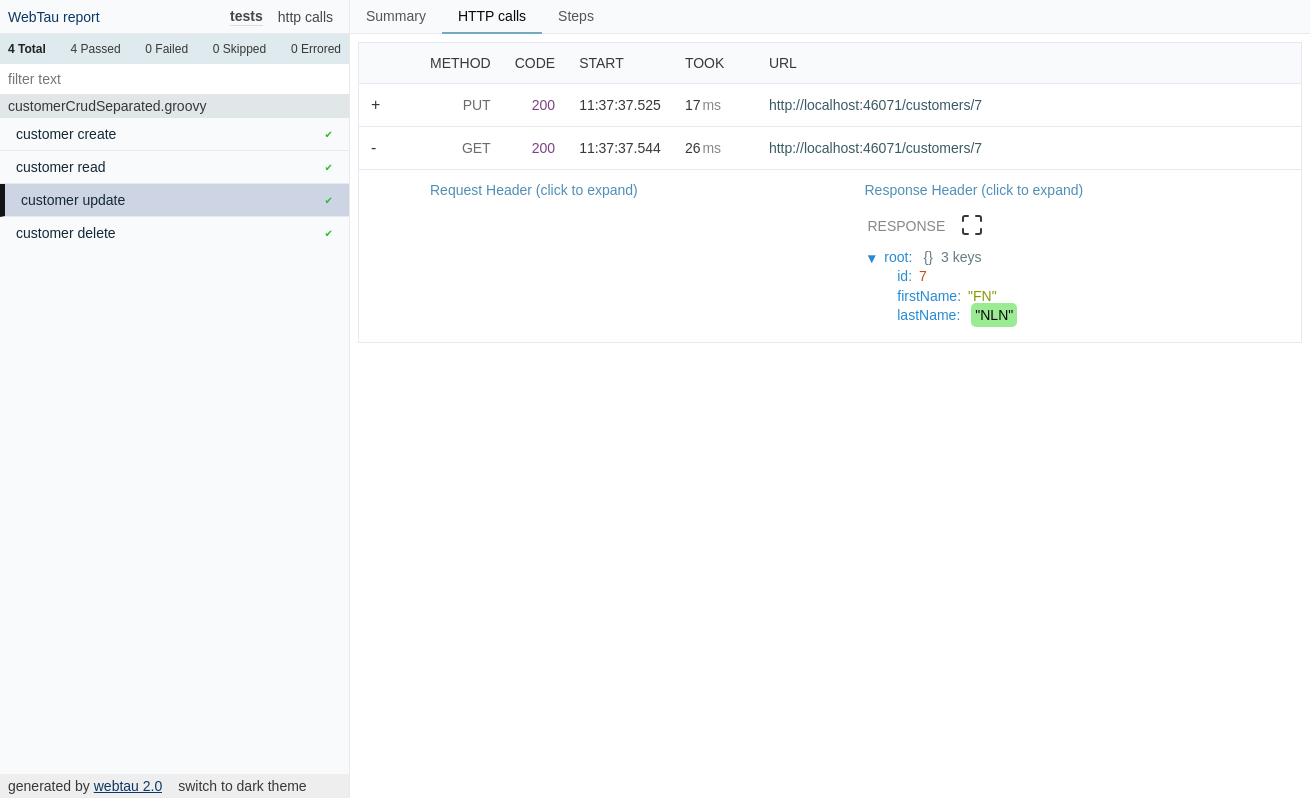 WebTau report tests http calls
4 Total 4 Passed 0 Failed 0 Skipped 0 Errored
filter text
customerCrudSeparated.groovy
customer create ✔
customer read ✔
customer update ✔
customer delete ✔
generated by webtau 2.0 switch to dark theme
Summary HTTP calls Steps
METHOD CODE START TOOK URL
+ PUT 200 11:37:37.525 17 ms http://localhost:46071/customers/7
- GET 200 11:37:37.544 26 ms http://localhost:46071/customers/7
Request Header (click to expand) Response Header (click to expand)
RESPONSE
▼ root: {} 3 keys
id: 7
firstName: "FN"
lastName: "NLN"